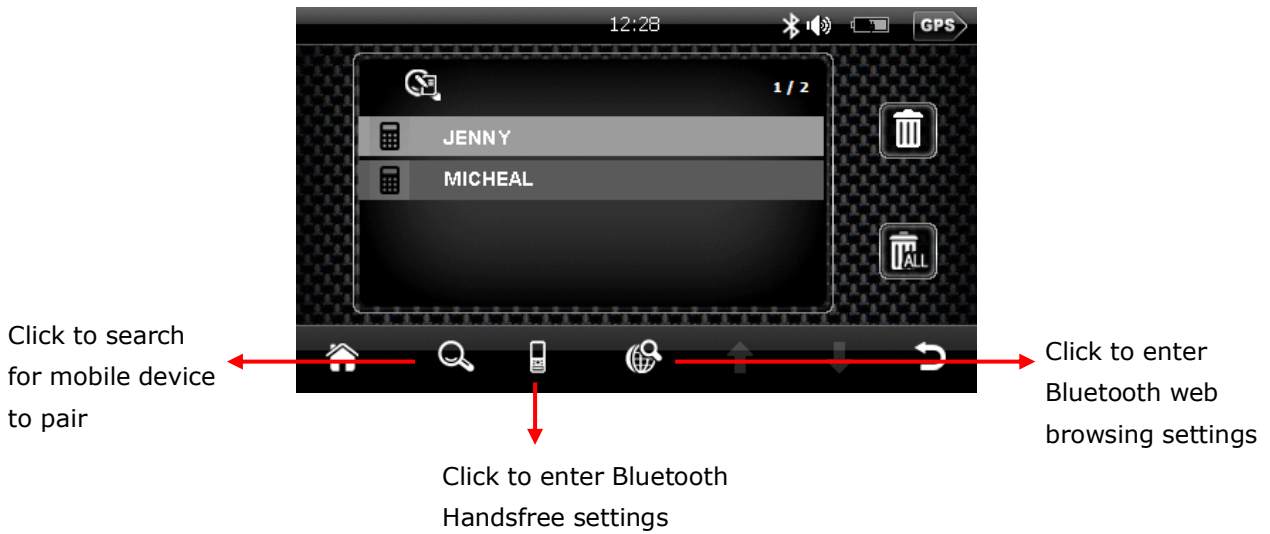 12:28
GPS
1 / 2
JENNY
MICHEAL
ALL
Click to search
for mobile device
to pair
Click to enter Bluetooth
Handsfree settings
Click to enter
Bluetooth web
browsing settings